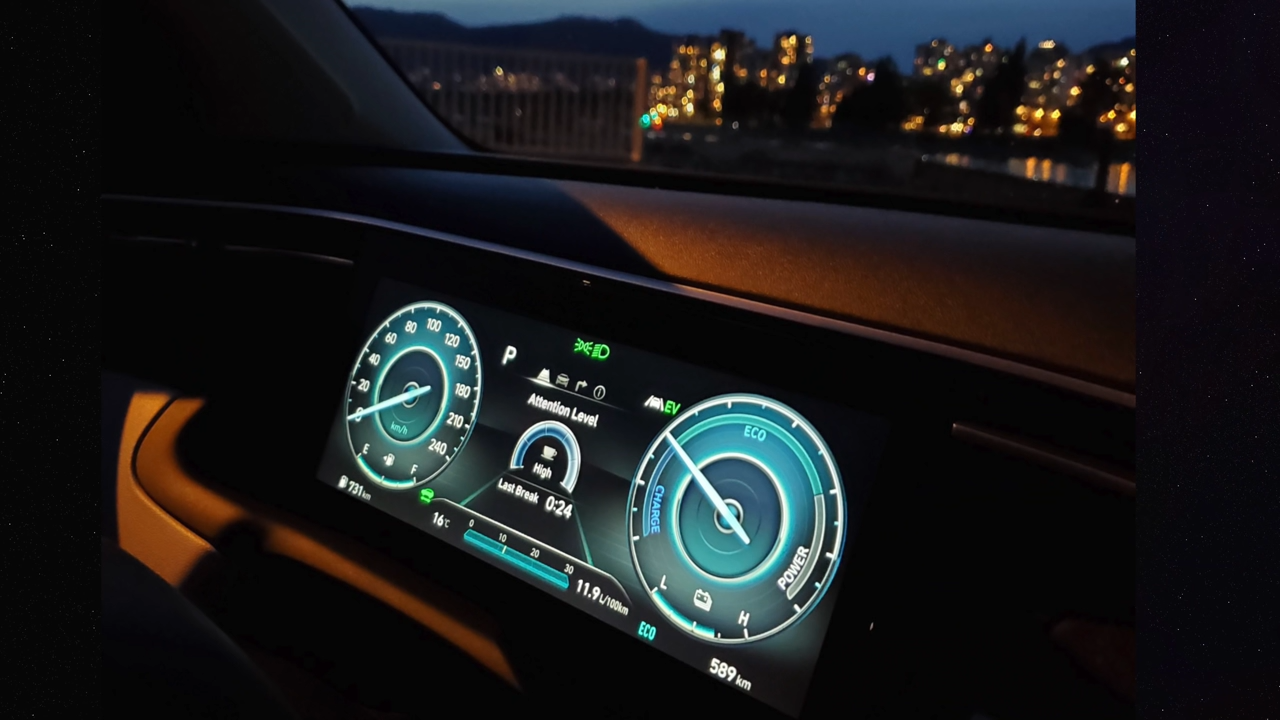 0
20
40
60
80
100
120
150
180
210
240
km/h
E
F
731km
P
Attention Level
High
Last Break 0:24
16°C
0
10
20
30
11.9 L/100km
EV
ECO
CHARGE
POWER
L
H
ECO
589 km